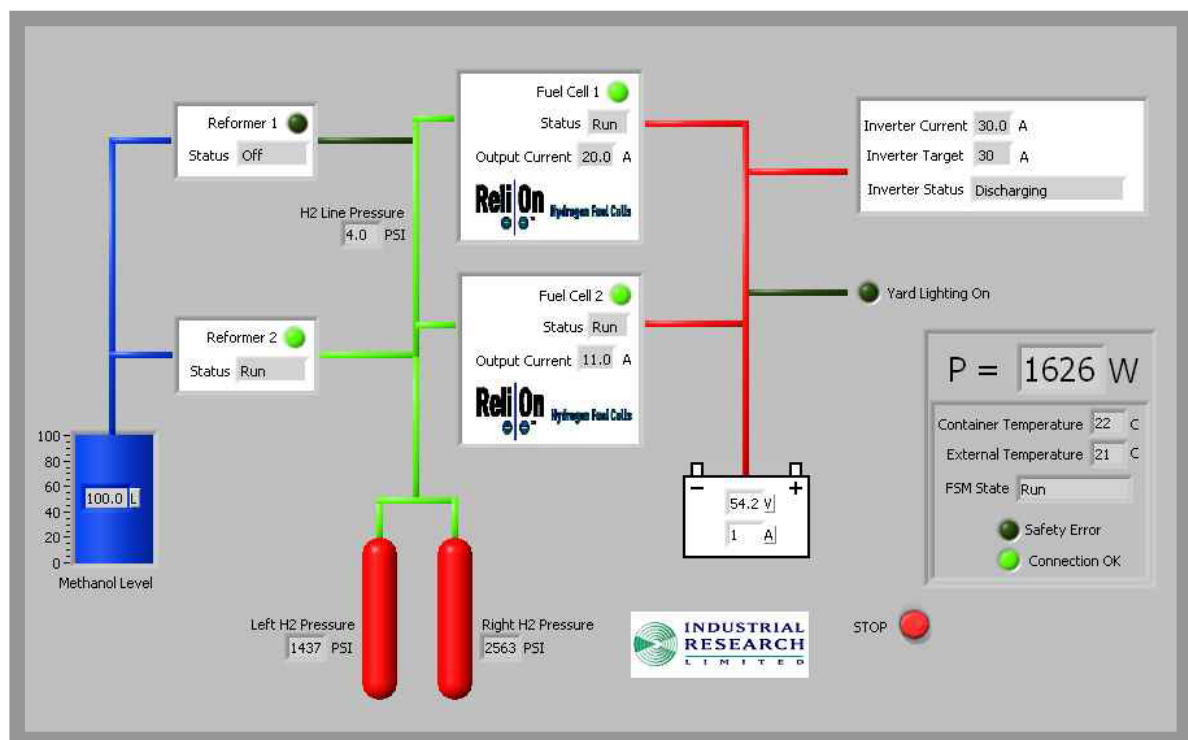 Reformer 1
Status Off
Fuel Cell 1
Status Run
Output Current 20.0 A
ReliOn™ Hydrogen Fuel Cells
Inverter Current 30.0 A
Inverter Target 30 A
Inverter Status Discharging
H2 Line Pressure
4.0 PSI
Fuel Cell 2
Status Run
Output Current 11.0 A
ReliOn™ Hydrogen Fuel Cells
Yard Lighting On
Reformer 2
Status Run
P = 1626 W
Container Temperature 22 C
External Temperature 21 C
FSM State Run
Safety Error
Connection OK
100
80
60
40
20
0
100.0 L
Methanol Level
- +
54.2 V
1 A
Left H2 Pressure
1437 PSI
Right H2 Pressure
2563 PSI
INDUSTRIAL
RESEARCH
LIMITED
STOP